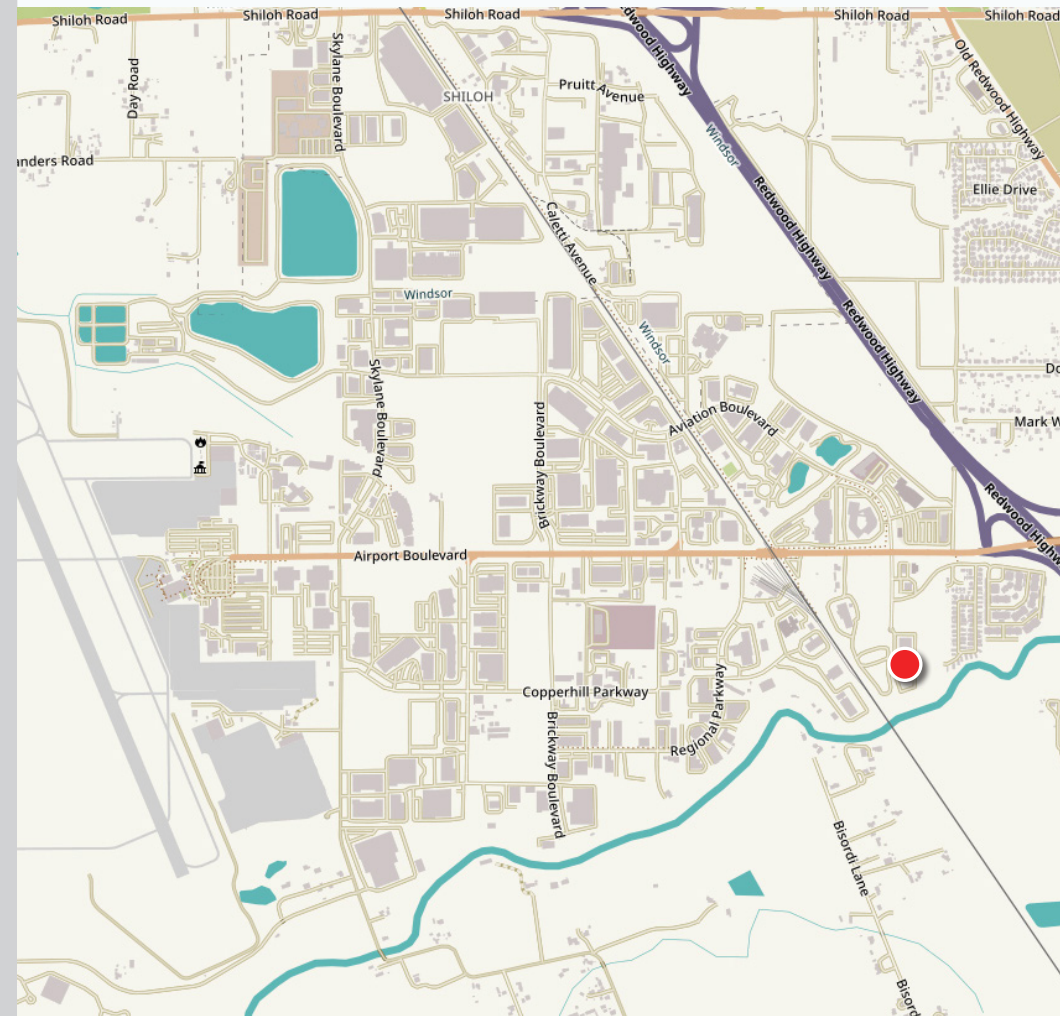 Shiloh Road
Shiloh Road
Shiloh Road
Shiloh Road
Shiloh Road
Redwood Highway
Old Redwood Highway
Day Road
Skylane Boulevard
SHILOH
Pruitt Avenue
Windsor
anders Road
Redwood Highway
Ellie Drive
Caletti Avenue
Windsor
Redwood Highway
Windsor
Skylane Boulevard
Do
Aviation Boulevard
Mark W
Brickway Boulevard
Redwood Highw
Airport Boulevard
Copperhill Parkway
Regional Parkway
Brickway Boulevard
Bisordi Lane
Bisord